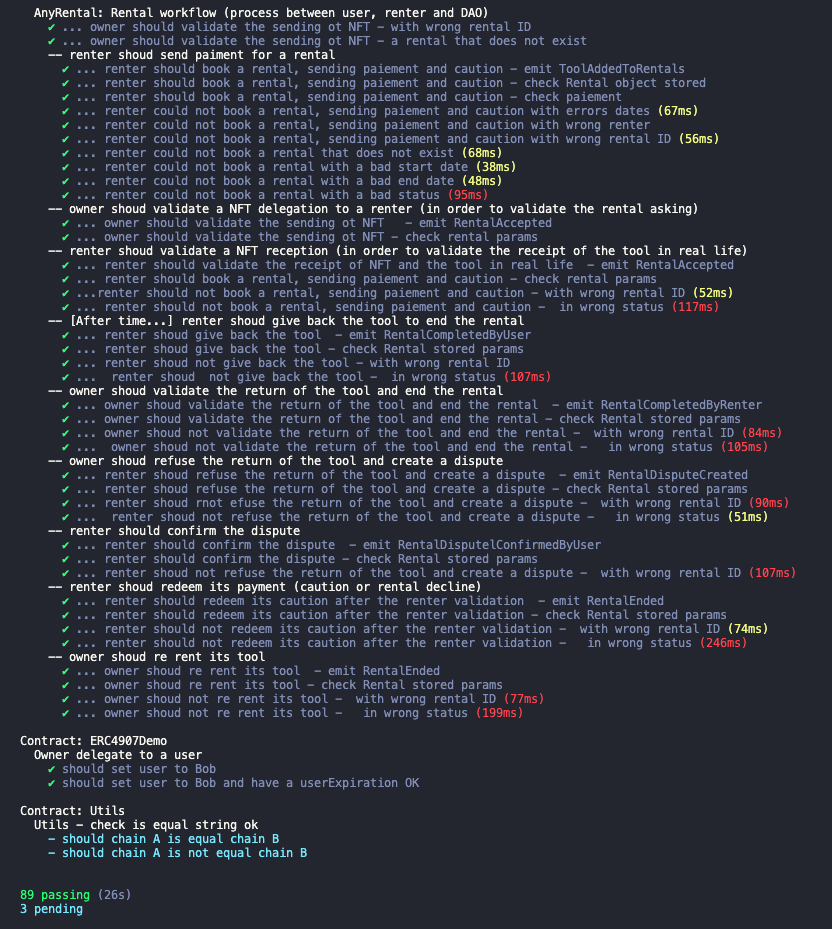 AnyRental: Rental workflow (process between user, renter and DAO)
✔ ... owner should validate the sending ot NFT - with wrong rental ID
✔ ... owner should validate the sending ot NFT - a rental that does not exist
-- renter shoud send paiment for a rental
✔ ... renter should book a rental, sending paiement and caution - emit ToolAddedToRentals
✔ ... renter should book a rental, sending paiement and caution - check Rental object stored
✔ ... renter should book a rental, sending paiement and caution - check paiement
✔ ... renter could not book a rental, sending paiement and caution with errors dates (67ms)
✔ ... renter could not book a rental, sending paiement and caution with wrong renter
✔ ... renter could not book a rental, sending paiement and caution with wrong rental ID (56ms)
✔ ... renter could not book a rental that does not exist (68ms)
✔ ... renter could not book a rental with a bad start date (38ms)
✔ ... renter could not book a rental with a bad end date (48ms)
✔ ... renter could not book a rental with a bad status (95ms)
-- owner shoud validate a NFT delegation to a renter (in order to validate the rental asking)
✔ ... owner should validate the sending ot NFT  - emit RentalAccepted
✔ ... owner should validate the sending ot NFT - check rental params
-- renter shoud validate a NFT reception (in order to validate the receipt of the tool in real life)
✔ ... renter should validate the receipt of NFT and the tool in real life  - emit RentalAccepted
✔ ... renter should book a rental, sending paiement and caution - check rental params
✔ ...renter should not book a rental, sending paiement and caution - with wrong rental ID (52ms)
✔ ... renter should not book a rental, sending paiement and caution -  in wrong status (117ms)
-- [After time...] renter shoud give back the tool to end the rental
✔ ... renter shoud give back the tool  - emit RentalCompletedByUser
✔ ... renter shoud give back the tool - check Rental stored params
✔ ... renter shoud not give back the tool - with wrong rental ID
✔ ...  renter shoud  not give back the tool -  in wrong status (107ms)
-- owner shoud validate the return of the tool and end the rental
✔ ... owner shoud validate the return of the tool and end the rental  - emit RentalCompletedByRenter
✔ ... owner shoud validate the return of the tool and end the rental - check Rental stored params
✔ ... owner shoud not validate the return of the tool and end the rental -  with wrong rental ID (84ms)
✔ ...  owner shoud not validate the return of the tool and end the rental -   in wrong status (105ms)
-- owner shoud refuse the return of the tool and create a dispute
✔ ... renter shoud refuse the return of the tool and create a dispute  - emit RentalDisputeCreated
✔ ... renter shoud refuse the return of the tool and create a dispute - check Rental stored params
✔ ... renter shoud rnot efuse the return of the tool and create a dispute -  with wrong rental ID (90ms)
✔ ...  renter shoud not refuse the return of the tool and create a dispute -   in wrong status (51ms)
-- renter should confirm the dispute
✔ ... renter should confirm the dispute  - emit RentalDisputelConfirmedByUser
✔ ... renter should confirm the dispute - check Rental stored params
✔ ... renter shoud not refuse the return of the tool and create a dispute -  with wrong rental ID (107ms)
-- renter shoud redeem its payment (caution or rental decline)
✔ ... renter should redeem its caution after the renter validation  - emit RentalEnded
✔ ... renter should redeem its caution after the renter validation - check Rental stored params
✔ ... renter should not redeem its caution after the renter validation -  with wrong rental ID (74ms)
✔ ... renter should not redeem its caution after the renter validation -   in wrong status (246ms)
-- owner shoud re rent its tool
✔ ... owner shoud re rent its tool  - emit RentalEnded
✔ ... owner shoud re rent its tool - check Rental stored params
✔ ... owner shoud not re rent its tool -  with wrong rental ID (77ms)
✔ ... owner shoud not re rent its tool -   in wrong status (199ms)
Contract: ERC4907Demo
Owner delegate to a user
✔ should set user to Bob
✔ should set user to Bob and have a userExpiration OK
Contract: Utils
Utils - check is equal string ok
- should chain A is equal chain B
- should chain A is not equal chain B
89 passing (26s)
3 pending